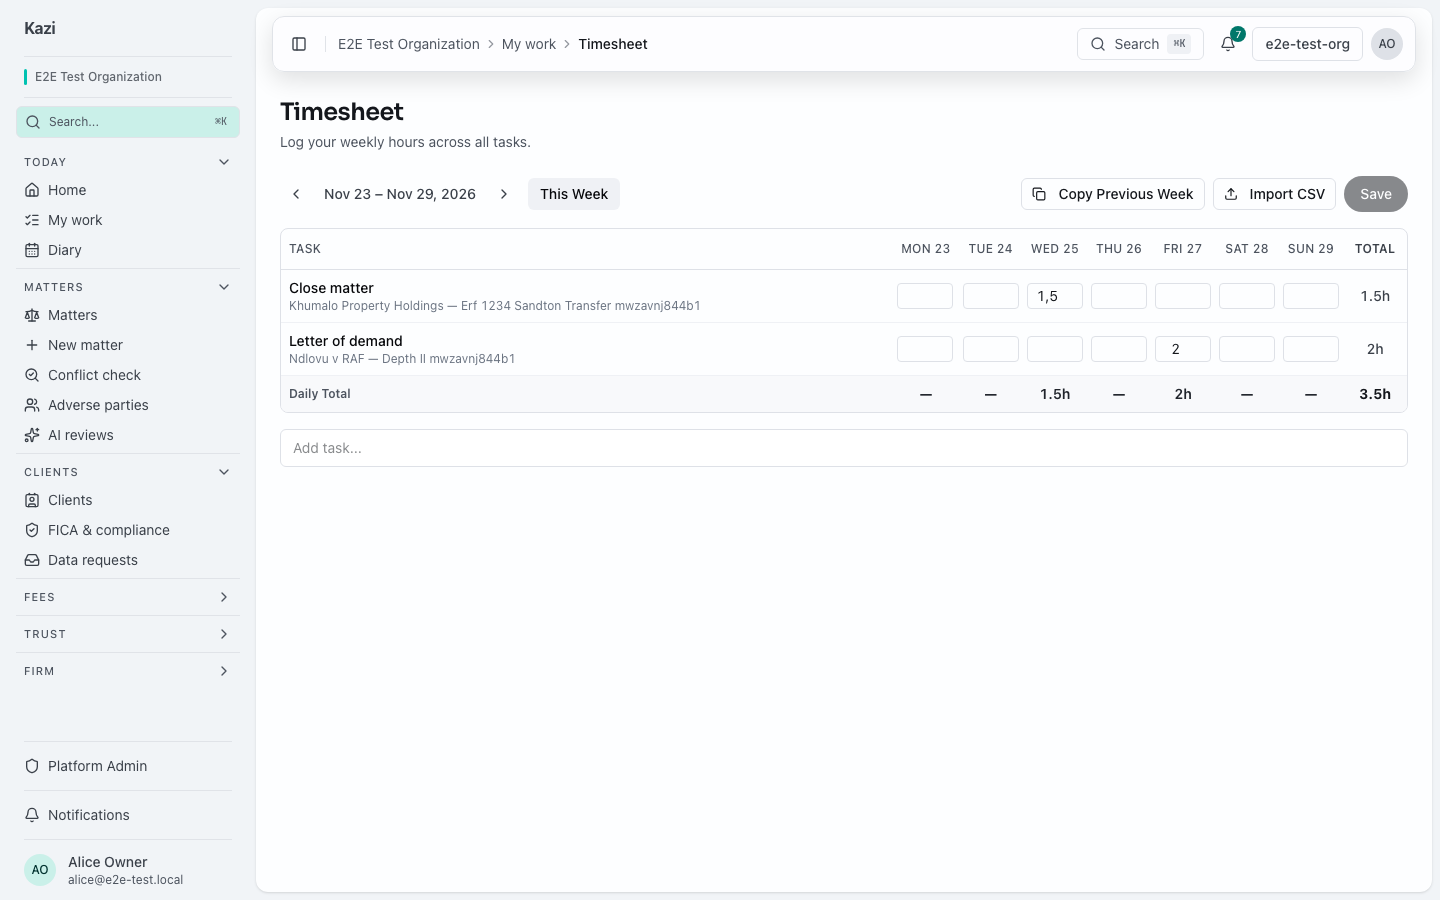 Kazi
E2E Test Organization
Search... ⌘K
TODAY
Home
My work
Diary
MATTERS
Matters
New matter
Conflict check
Adverse parties
AI reviews
CLIENTS
Clients
FICA & compliance
Data requests
FEES
TRUST
FIRM
Platform Admin
Notifications
AO Alice Owner
alice@e2e-test.local
E2E Test Organization > My work > Timesheet
Search ⌘K
7
e2e-test-org
AO
Timesheet
Log your weekly hours across all tasks.
Nov 23 – Nov 29, 2026
This Week
Copy Previous Week
Import CSV
Save
TASK MON 23 TUE 24 WED 25 THU 26 FRI 27 SAT 28 SUN 29 TOTAL
Close matter
Khumalo Property Holdings — Erf 1234 Sandton Transfer mwzavnj844b1
1,5 1.5h
Letter of demand
Ndlovu v RAF — Depth II mwzavnj844b1
2 2h
Daily Total — — 1.5h — 2h — — 3.5h
Add task...